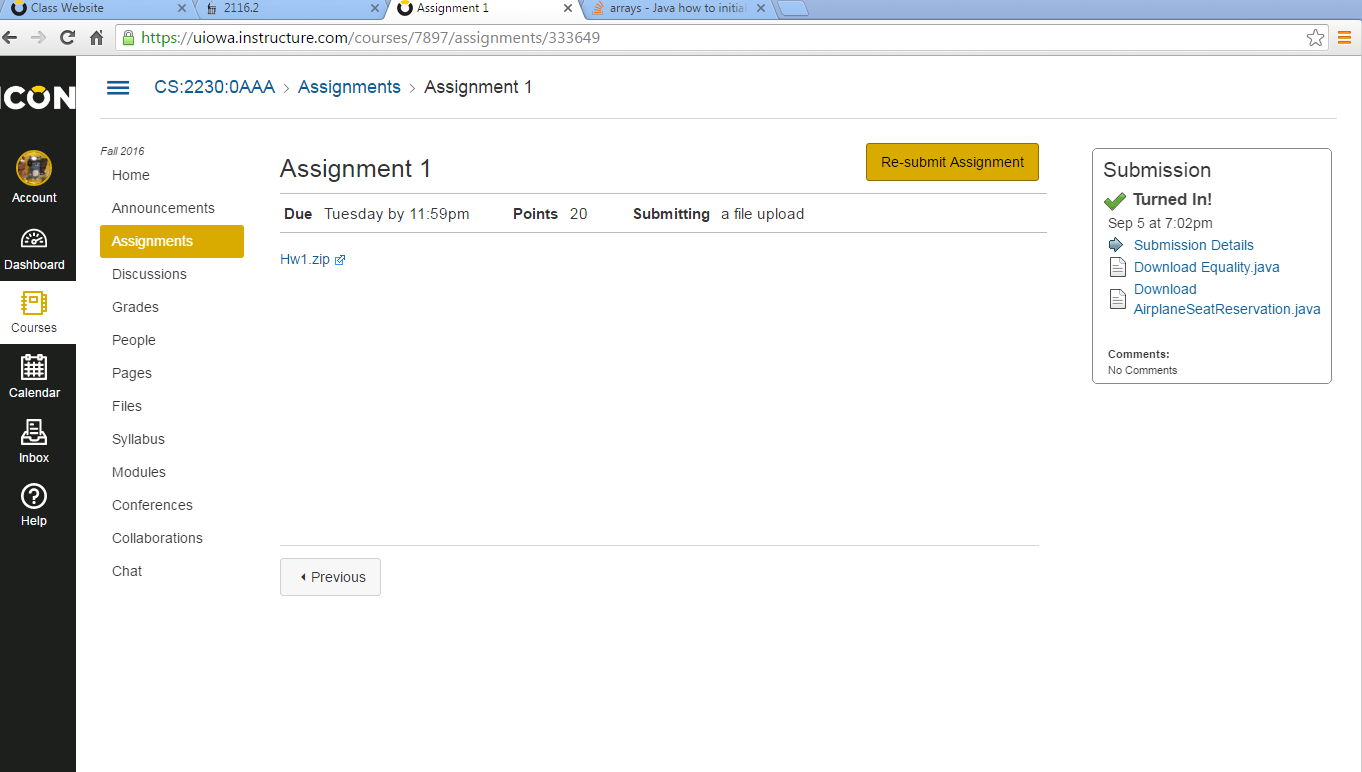 Class Website
2116.2
Assignment 1
arrays - Java how to initial
https://uiowa.instructure.com/courses/7897/assignments/333649
ICON
CS:2230:0AAA > Assignments > Assignment 1
Account
Dashboard
Courses
Calendar
Inbox
Help
Fall 2016
Home
Announcements
Assignments
Discussions
Grades
People
Pages
Files
Syllabus
Modules
Conferences
Collaborations
Chat
Assignment 1
Re-submit Assignment
Due Tuesday by 11:59pm Points 20 Submitting a file upload
Hw1.zip
Previous
Submission
Turned In!
Sep 5 at 7:02pm
Submission Details
Download Equality.java
Download
AirplaneSeatReservation.java
Comments:
No Comments